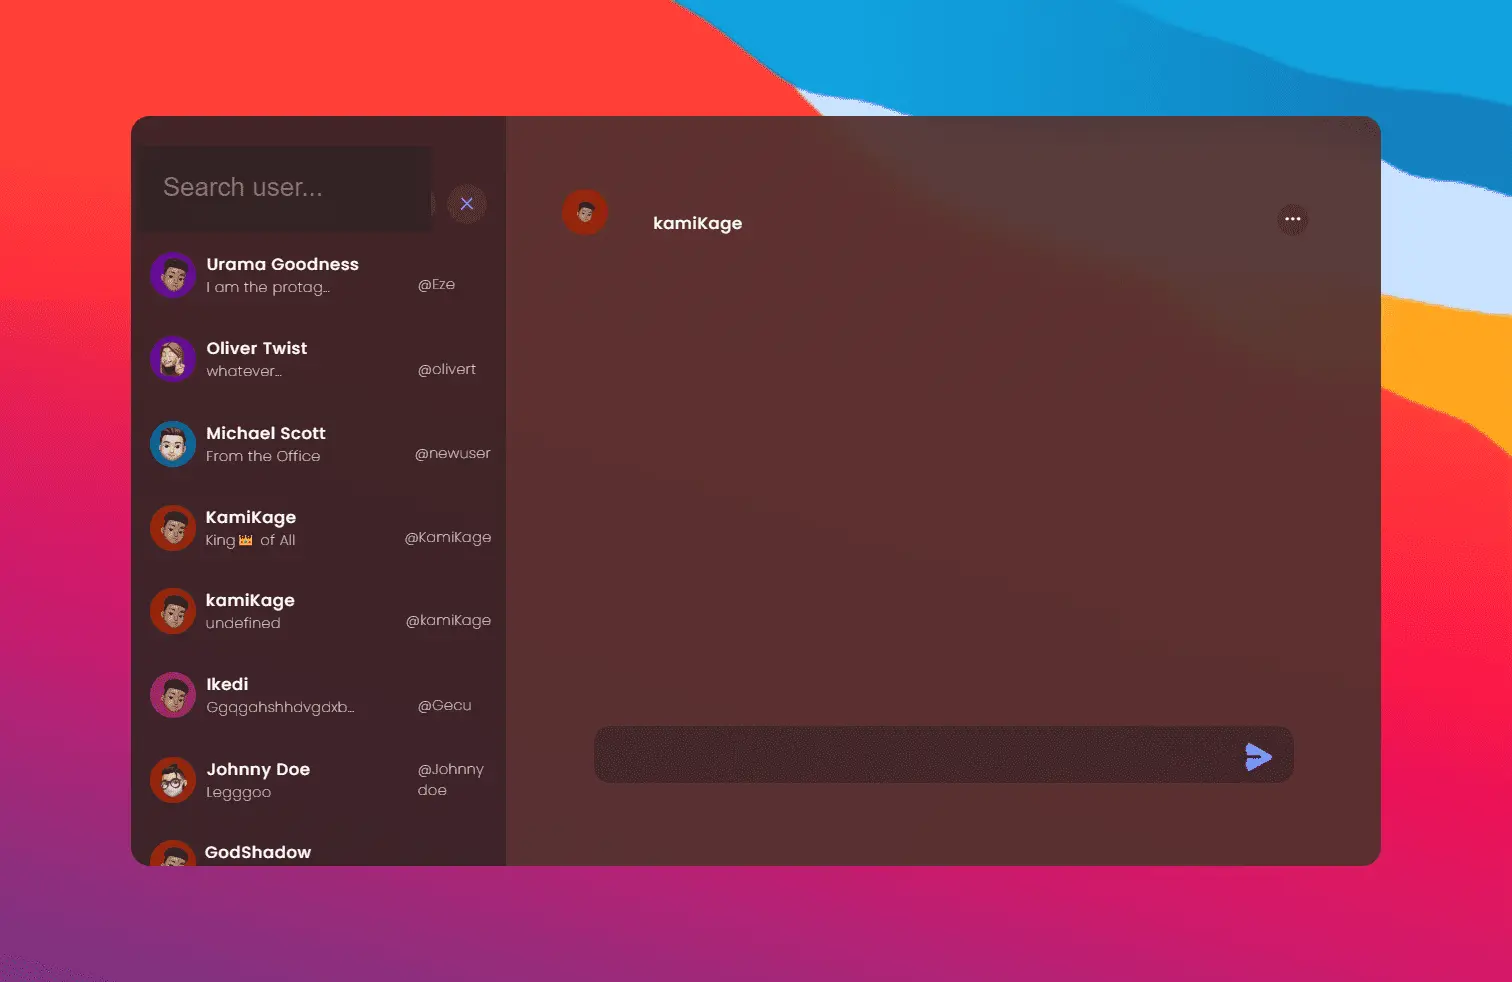 Search user...
Urama Goodness
I am the protag...
@Eze
Oliver Twist
whatever...
@olivert
Michael Scott
From the Office
@newuser
KamiKage
King👑 of All
@KamiKage
kamiKage
undefined
@kamiKage
Ikedi
Ggqgahshhdvgdxb...
@Gecu
Johnny Doe
Legggoo
@Johnny
doe
GodShadow
kamiKage